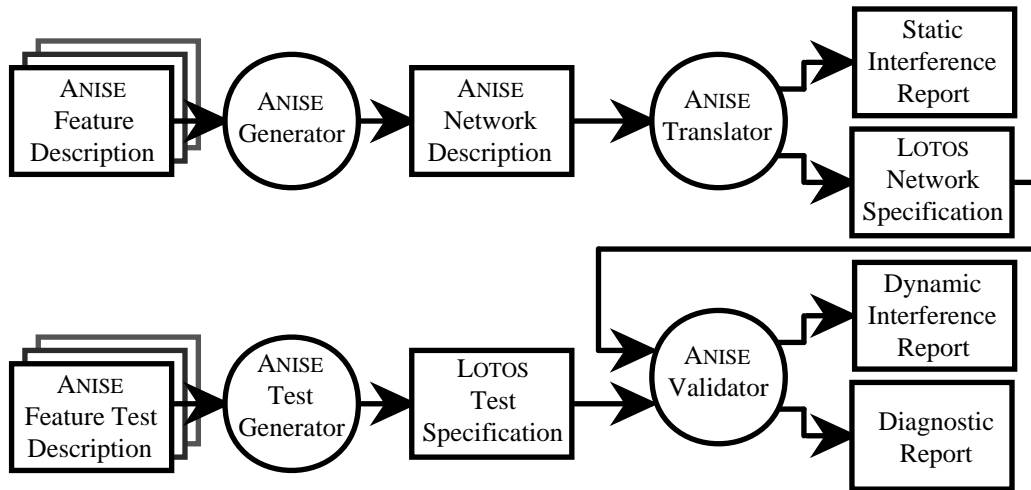 ANISE
Feature
Description
ANISE
Generator
ANISE
Network
Description
ANISE
Translator
Static
Interference
Report
LOTOS
Network
Specification
ANISE
Feature Test
Description
ANISE
Test
Generator
LOTOS
Test
Specification
ANISE
Validator
Dynamic
Interference
Report
Diagnostic
Report